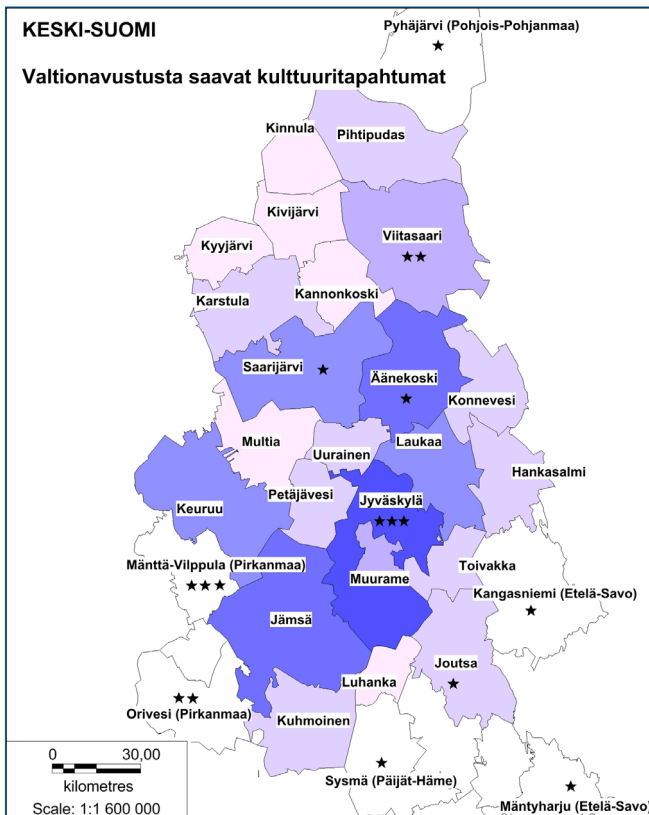 KESKI-SUOMI
Pyhäjärvi (Pohjois-Pohjanmaa)
Valtionavustusta saavat kulttuuritapahtumat
Kinnula
Pihtipudas
Kivijärvi
Viitasaari
Kyyjärvi
Kannonkoski
Karstula
Saarijärvi
Äänekoski
Konnevesi
Multia
Laukaa
Uurainen
Hankasalmi
Petäjävesi
Jyväskylä
Keuruu
Mänttä-Vilppula (Pirkanmaa)
Toivakka
Muurame
Kangasniemi (Etelä-Savo)
Jämsä
Joutsa
Luhanka
Orivesi (Pirkanmaa)
Kuhmoinen
0 30,00
kilometres
Scale: 1:1 600 000
Sysmä (Päijät-Häme)
Mäntyharju (Etelä-Savo)